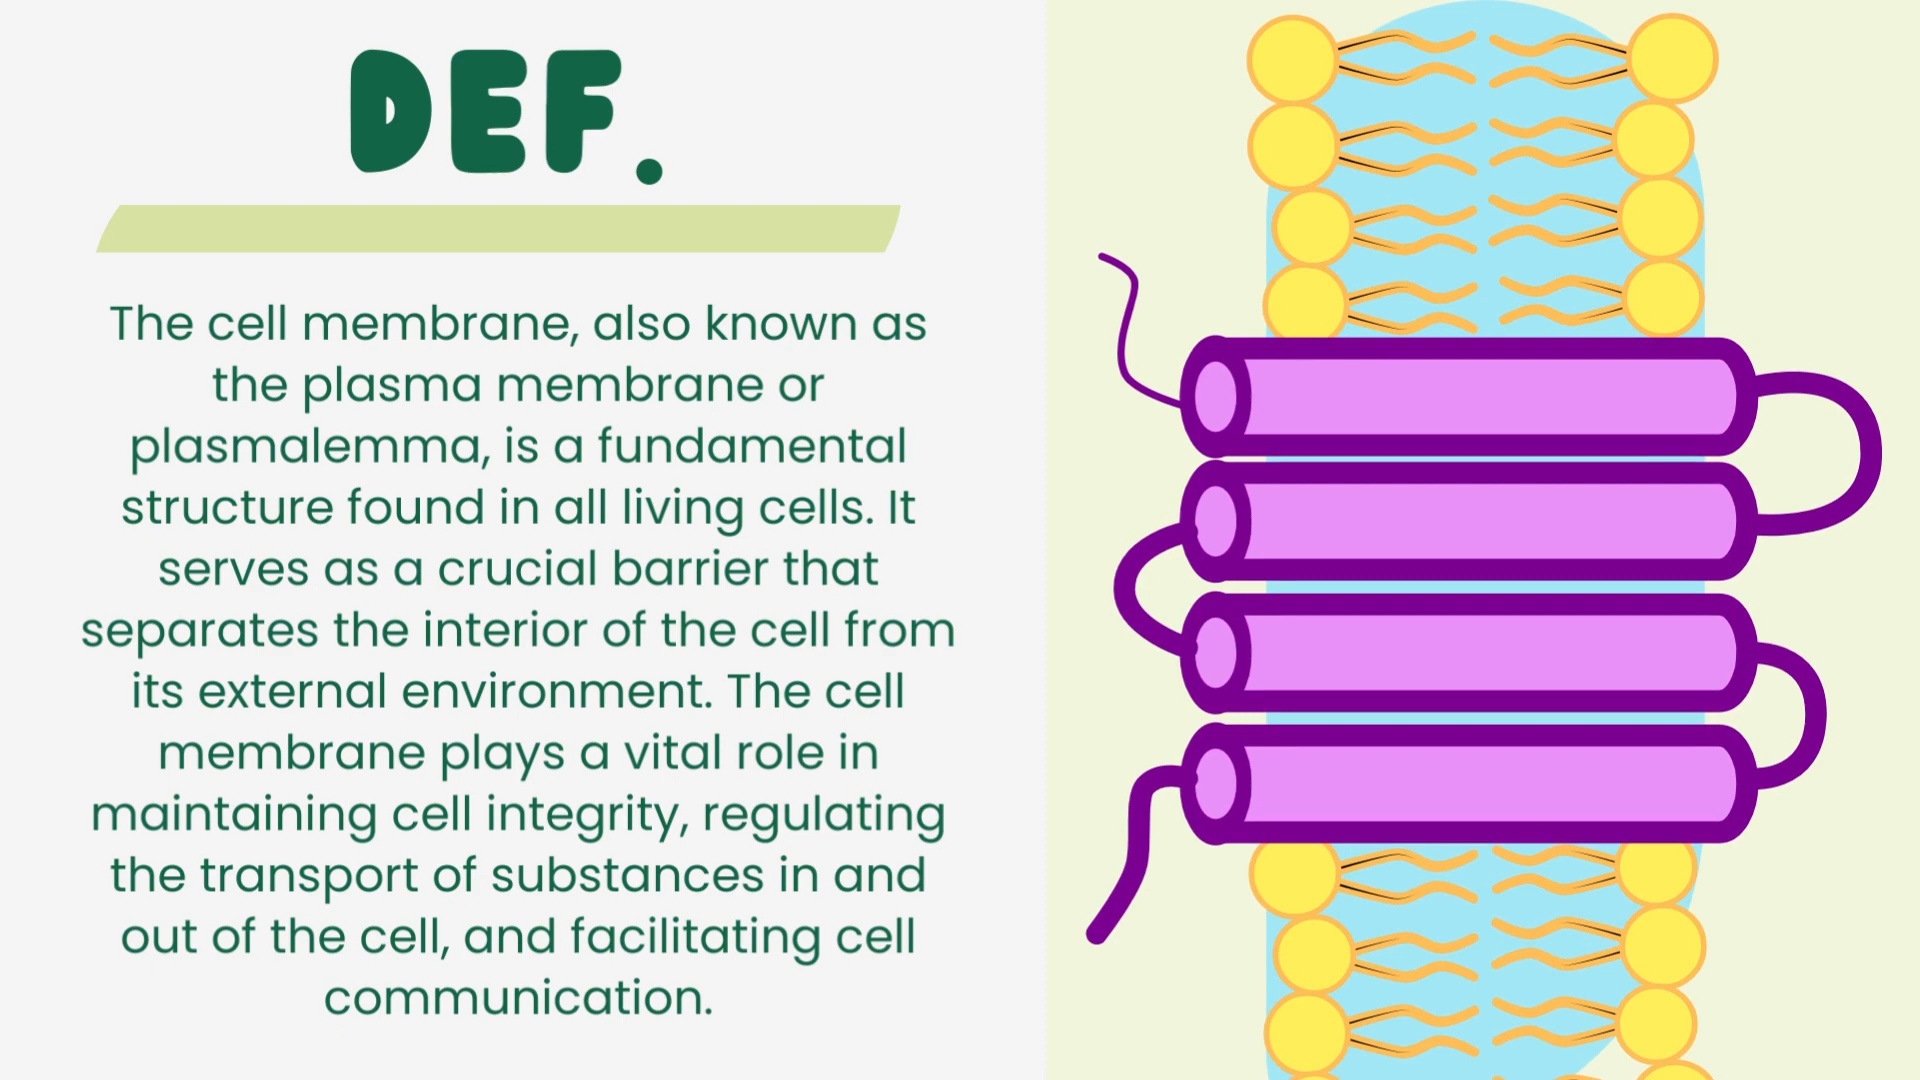 DEF.
The cell membrane, also known as
the plasma membrane or
plasmalemma, is a fundamental
structure found in all living cells. It
serves as a crucial barrier that
separates the interior of the cell from
its external environment. The cell
membrane plays a vital role in
maintaining cell integrity, regulating
the transport of substances in and
out of the cell, and facilitating cell
communication.